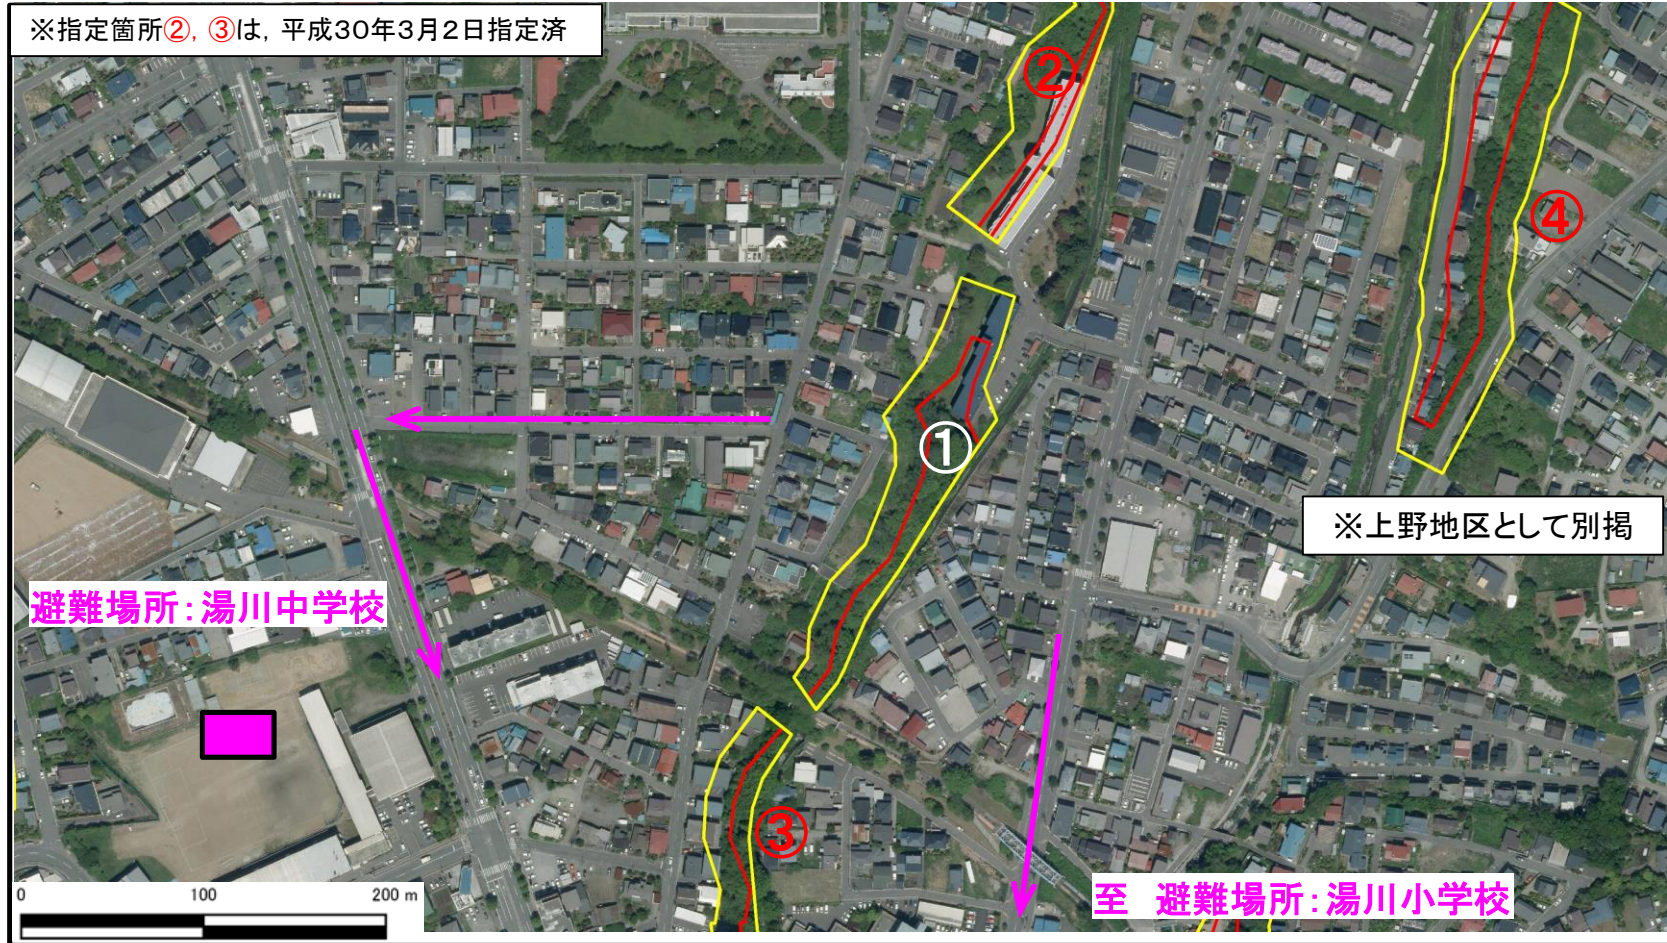 ※指定箇所②，③は，平成30年3月2日指定済
②
④
①
※上野地区として別掲
避難場所：湯川中学校
③
至　避難場所：湯川小学校
0 100 200 m